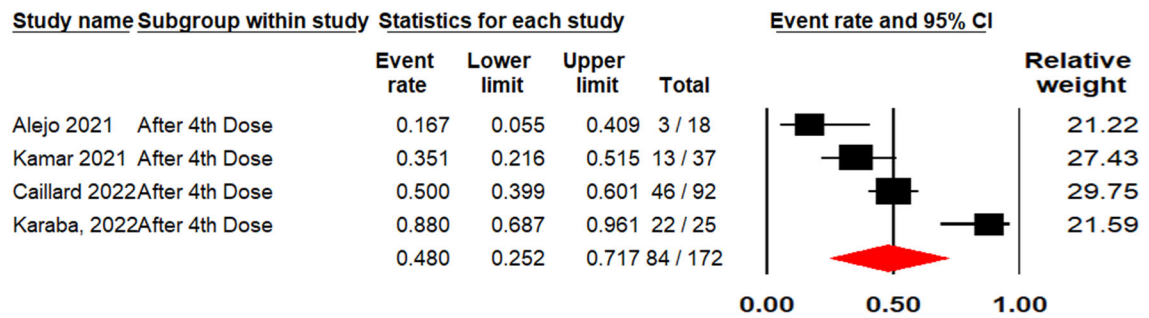 Study name Subgroup within study Statistics for each study Event rate and 95% CI
Event Lower Upper Relative
rate limit limit Total weight
Alejo 2021 After 4th Dose 0.167 0.055 0.409 3 / 18 21.22
Kamar 2021 After 4th Dose 0.351 0.216 0.515 13 / 37 27.43
Caillard 2022After 4th Dose 0.500 0.399 0.601 46 / 92 29.75
Karaba, 2022After 4th Dose 0.880 0.687 0.961 22 / 25 21.59
0.480 0.252 0.717 84 / 172
0.00 0.50 1.00